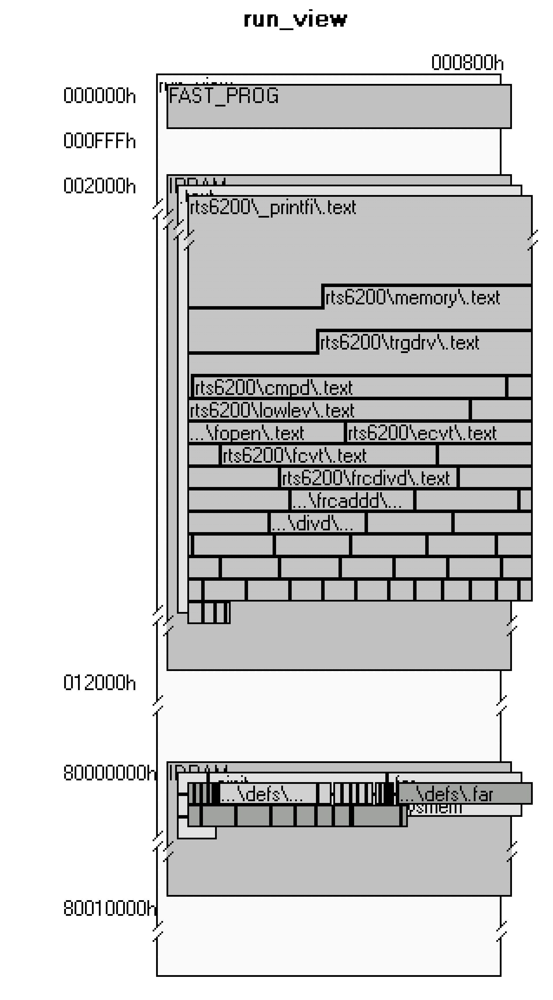 run_view
000800h
000000h
FAST_PROG
000FFFh
002000h
rts6200\_printfi\.text
rts6200\memory\.text
rts6200\trgdrv\.text
rts6200\cmpd\.text
rts6200\lowlev\.text
...\fopen\.text rts6200\ecvt\.text
rts6200\fcvt\.text
rts6200\frcdivd\.text
...\frcaddd\...
...\divd\...
012000h
80000000h
...\defs\... ...\defs\.far
80010000h